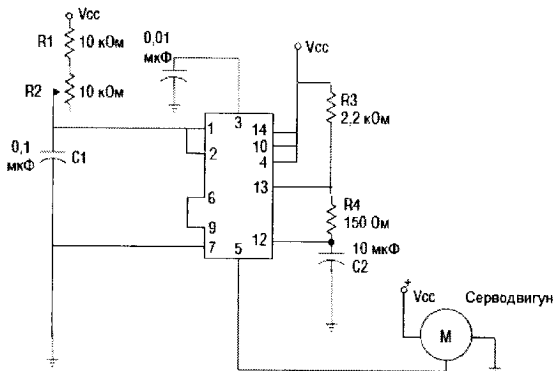 Vcc
R1
10 кОм
R2
10 кОм
0,01
мкФ
Vcc
R3
2,2 кОм
3
1
14
10
2
4
0,1
мкФ
C1
13
6
R4
150 Ом
9
12
7
5
10 мкФ
C2
+
Vcc
Серводвигун
M